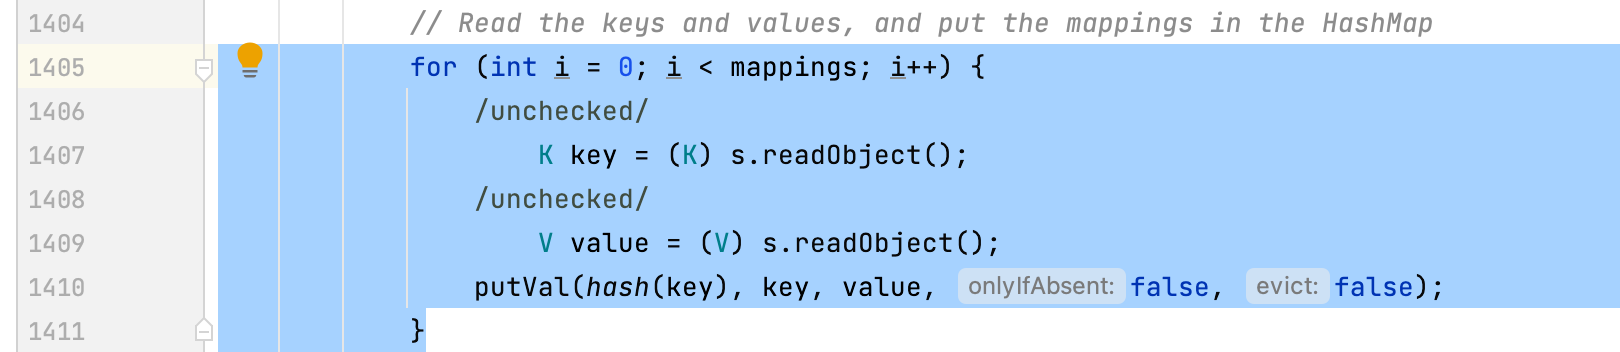 1404 // Read the keys and values, and put the mappings in the HashMap
1405 for (int i = 0; i < mappings; i++) {
1406 /unchecked/
1407 K key = (K) s.readObject();
1408 /unchecked/
1409 V value = (V) s.readObject();
1410 putVal(hash(key), key, value, onlyIfAbsent: false, evict: false);
1411 }